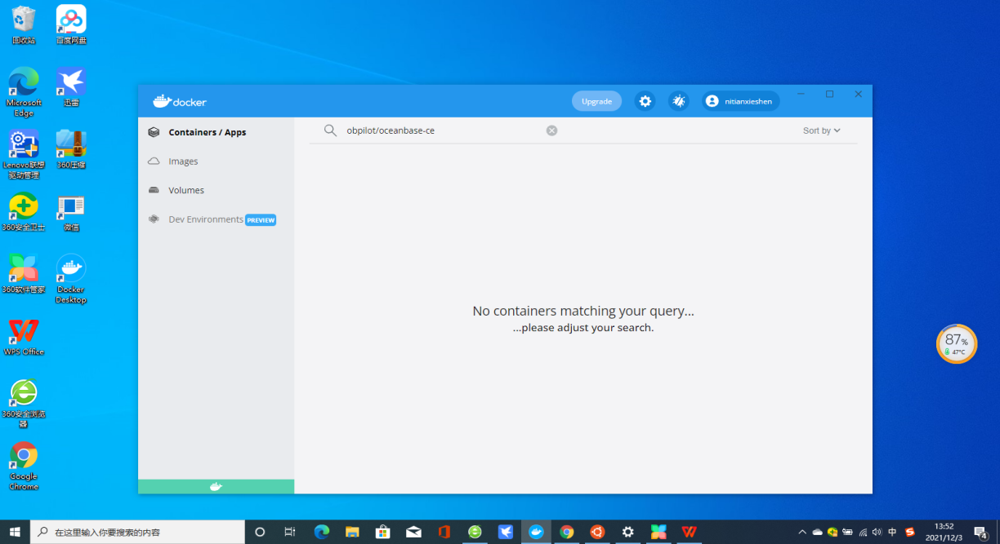 回收站
百度网盘
Microsoft
Edge
迅雷
Lenovo联想
驱动管理
360压缩
360安全卫士
微信
360软件管家
Docker
Desktop
WPS Office
360安全浏览
器
Google
Chrome
docker
Upgrade
nitianxieshen
Containers / Apps
Images
Volumes
Dev Environments PREVIEW
obpilot/oceanbase-ce
Sort by
No containers matching your query...
...please adjust your search.
87%
47°C
在这里输入你要搜索的内容
中
13:52
2021/12/3
4